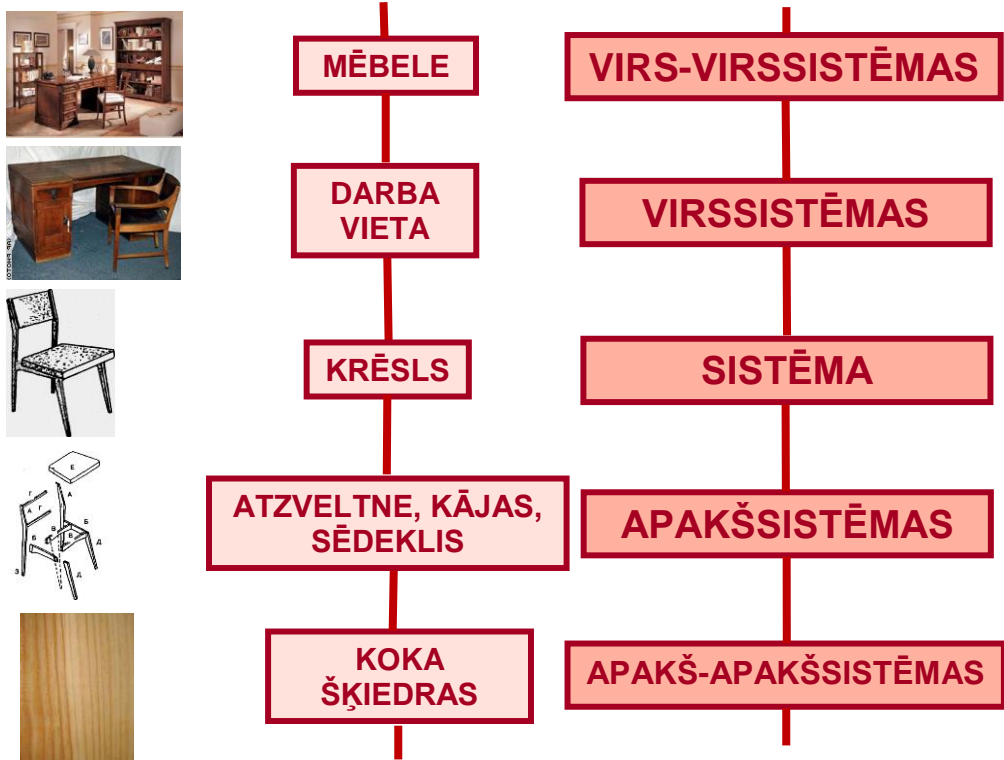 MĒBELE
VIRS-VIRSSISTĒMAS
DARBA
VIETA
VIRSSISTĒMAS
KRĒSLS
SISTĒMA
ATZVELTNE, KĀJAS,
SĒDEKLIS
APAKŠSISTĒMAS
KOKA
ŠĶIEDRAS
APAKŠ-APAKŠSISTĒMAS
Е
Г
А
А
Г
В
Б
Б
В
Д
З
Д